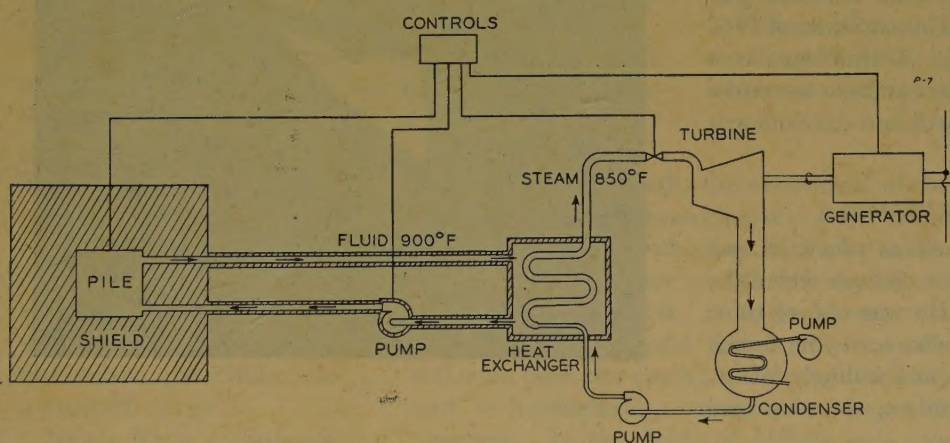 CONTROLS
P-7
TURBINE
STEAM 850°F
GENERATOR
FLUID 900°F
PILE
SHIELD
PUMP
HEAT
EXCHANGER
PUMP
CONDENSER
PUMP